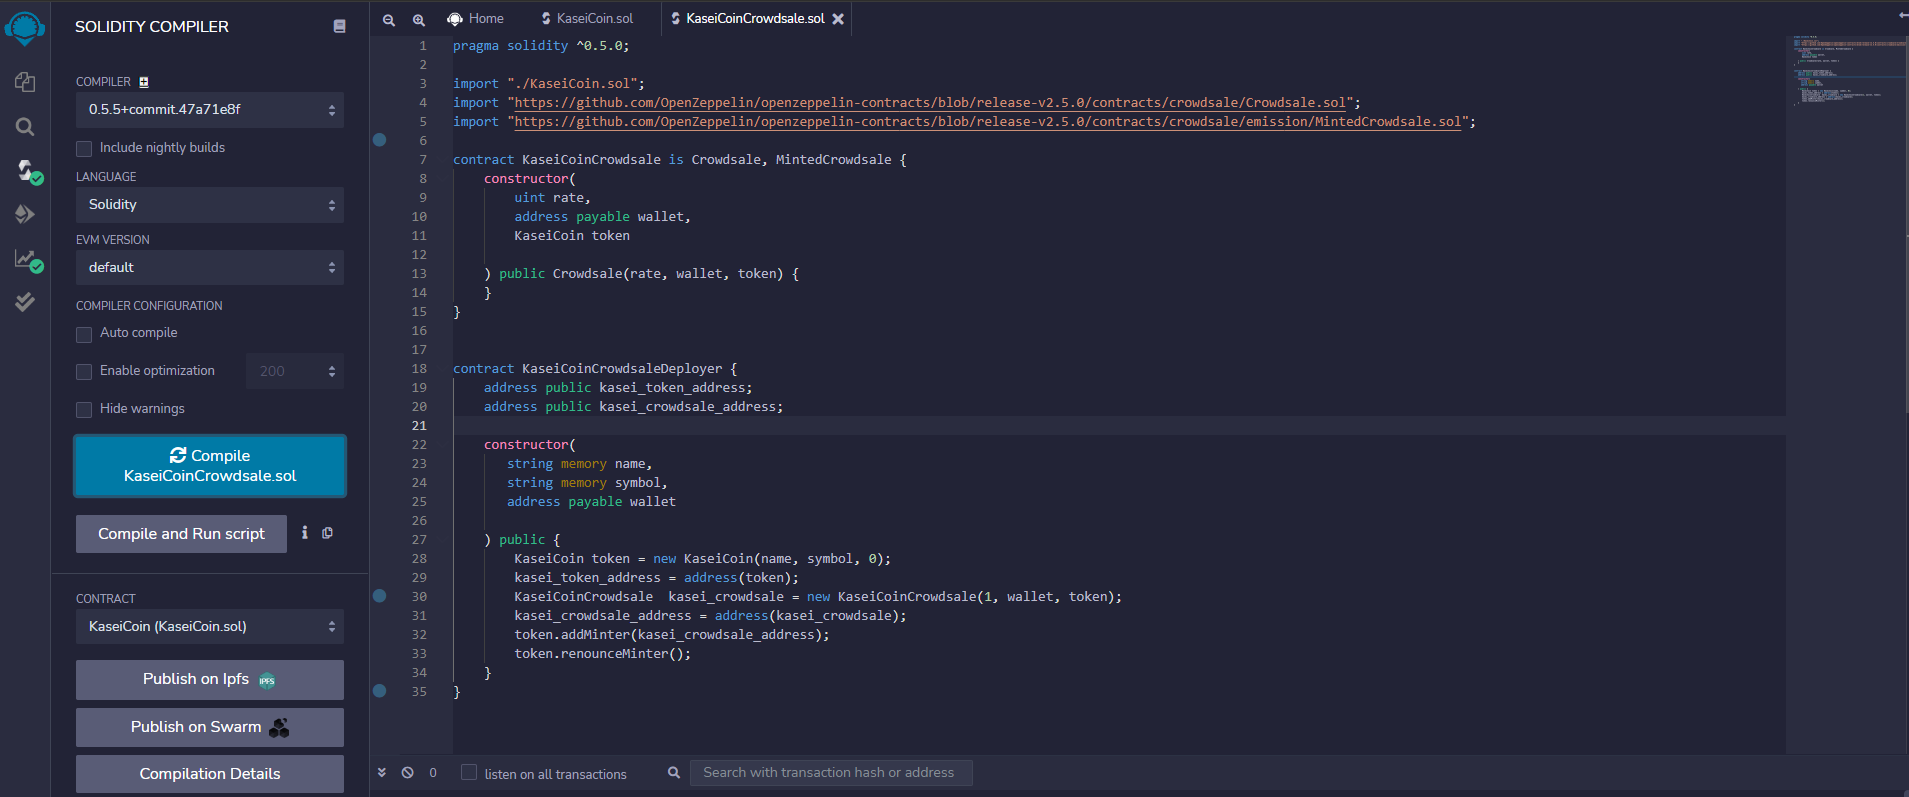 SOLIDITY COMPILER
COMPILER
0.5.5+commit.47a71e8f
Include nightly builds
LANGUAGE
Solidity
EVM VERSION
default
COMPILER CONFIGURATION
Auto compile
Enable optimization
200
Hide warnings
Compile
KaseiCoinCrowdsale.sol
Compile and Run script
CONTRACT
KaseiCoin (KaseiCoin.sol)
Publish on Ipfs
IPFS
Publish on Swarm
Compilation Details
Home KaseiCoin.sol KaseiCoinCrowdsale.sol
1 pragma solidity ^0.5.0;
2
3 import "./KaseiCoin.sol";
4 import "https://github.com/OpenZeppelin/openzeppelin-contracts/blob/release-v2.5.0/contracts/crowdsale/Crowdsale.sol";
5 import "https://github.com/OpenZeppelin/openzeppelin-contracts/blob/release-v2.5.0/contracts/crowdsale/emission/MintedCrowdsale.sol";
6
7 contract KaseiCoinCrowdsale is Crowdsale, MintedCrowdsale {
8 constructor(
9 uint rate,
10 address payable wallet,
11 KaseiCoin token
12
13 ) public Crowdsale(rate, wallet, token) {
14 }
15 }
16
17
18 contract KaseiCoinCrowdsaleDeployer {
19 address public kasei_token_address;
20 address public kasei_crowdsale_address;
21
22 constructor(
23 string memory name,
24 string memory symbol,
25 address payable wallet
26
27 ) public {
28 KaseiCoin token = new KaseiCoin(name, symbol, 0);
29 kasei_token_address = address(token);
30 KaseiCoinCrowdsale  kasei_crowdsale = new KaseiCoinCrowdsale(1, wallet, token);
31 kasei_crowdsale_address = address(kasei_crowdsale);
32 token.addMinter(kasei_crowdsale_address);
33 token.renounceMinter();
34 }
35 }
0 listen on all transactions Search with transaction hash or address